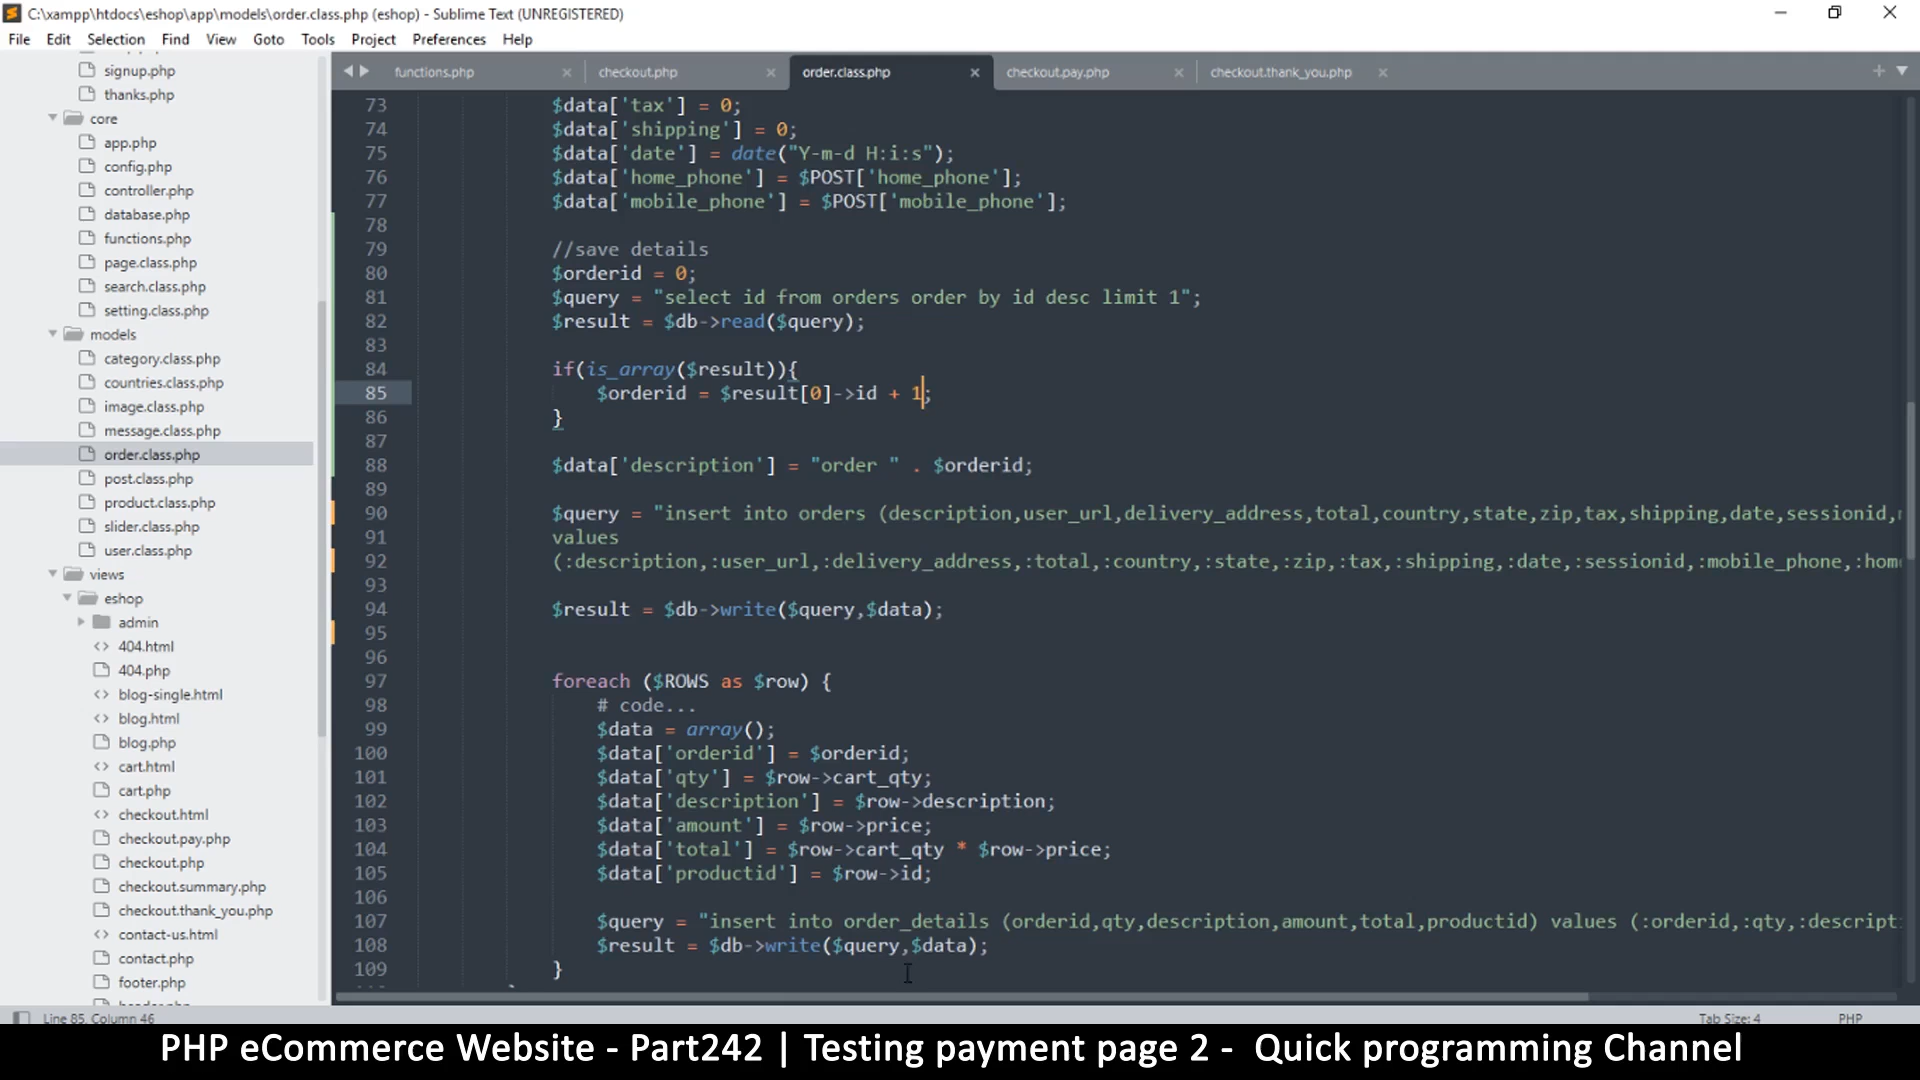 C:\xampp\htdocs\eshop\app\models\order.class.php (eshop) - Sublime Text (UNREGISTERED)
File Edit Selection Find View Goto Tools Project Preferences Help
signup.php
thanks.php
core
app.php
config.php
controller.php
database.php
functions.php
page.class.php
search.class.php
setting.class.php
models
category.class.php
countries.class.php
image.class.php
message.class.php
order.class.php
post.class.php
product.class.php
slider.class.php
user.class.php
views
eshop
admin
404.html
404.php
blog-single.html
blog.html
blog.php
cart.html
cart.php
checkout.html
checkout.pay.php
checkout.php
checkout.summary.php
checkout.thank_you.php
contact-us.html
contact.php
footer.php
functions.php checkout.php order.class.php checkout.pay.php checkout.thank_you.php
73 $data['tax'] = 0;
74 $data['shipping'] = 0;
75 $data['date'] = date("Y-m-d H:i:s");
76 $data['home_phone'] = $POST['home_phone'];
77 $data['mobile_phone'] = $POST['mobile_phone'];
78
79 //save details
80 $orderid = 0;
81 $query = "select id from orders order by id desc limit 1";
82 $result = $db->read($query);
83
84 if(is_array($result)){
85 $orderid = $result[0]->id + 1;
86 }
87
88 $data['description'] = "order " . $orderid;
89
90 $query = "insert into orders (description,user_url,delivery_address,total,country,state,zip,tax,shipping,date,sessionid,
91 values
92 (:description,:user_url,:delivery_address,:total,:country,:state,:zip,:tax,:shipping,:date,:sessionid,:mobile_phone,:hom
93
94 $result = $db->write($query,$data);
95
96
97 foreach ($ROWS as $row) {
98 # code...
99 $data = array();
100 $data['orderid'] = $orderid;
101 $data['qty'] = $row->cart_qty;
102 $data['description'] = $row->description;
103 $data['amount'] = $row->price;
104 $data['total'] = $row->cart_qty * $row->price;
105 $data['productid'] = $row->id;
106
107 $query = "insert into order_details (orderid,qty,description,amount,total,productid) values (:orderid,:qty,:descript
108 $result = $db->write($query,$data);
109 }
Line 85, Column 46 Tab Size: 4 PHP
PHP eCommerce Website - Part242 | Testing payment page 2 - Quick programming Channel